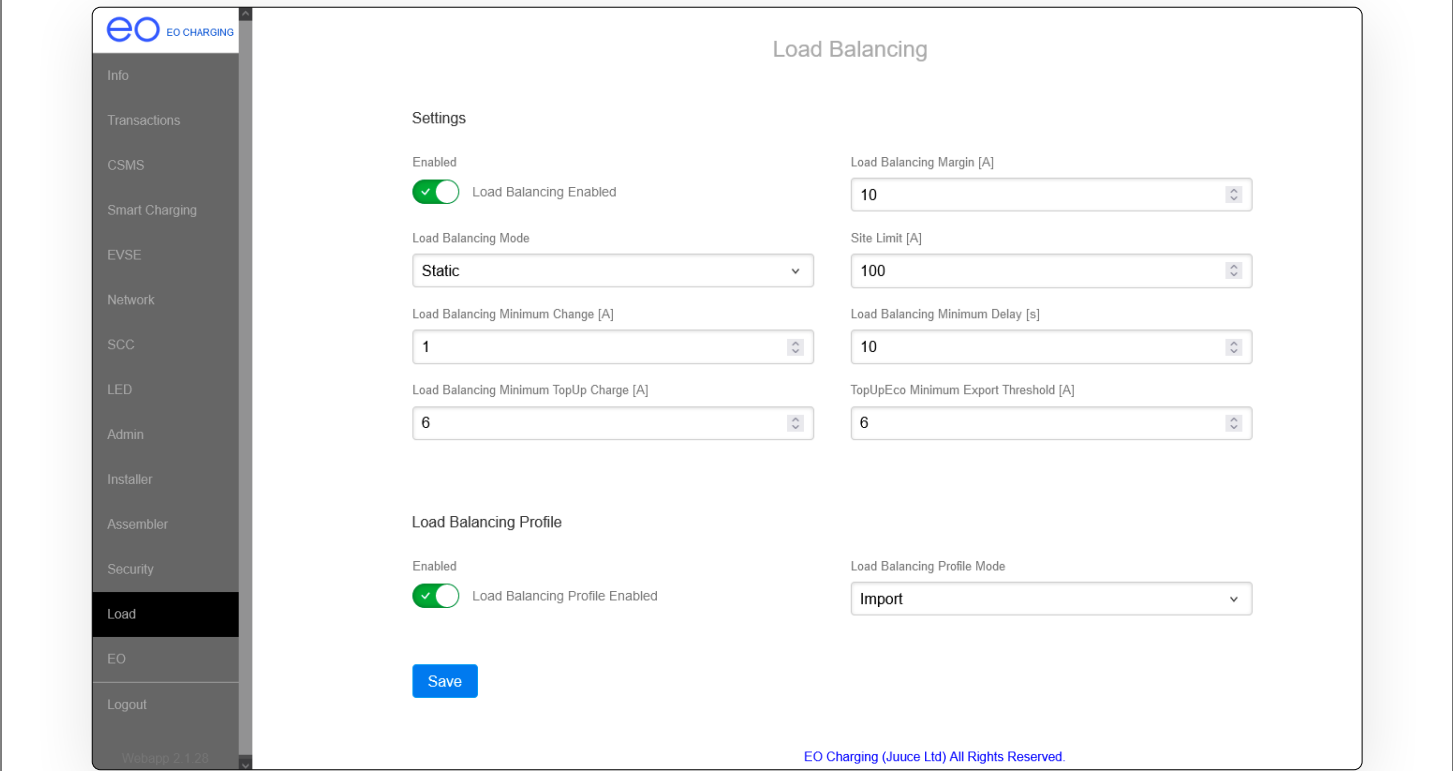 eo EO CHARGING
Info
Transactions
CSMS
Smart Charging
EVSE
Network
SCC
LED
Admin
Installer
Assembler
Security
Load
EO
Logout
Webapp 2.1.26
Load Balancing
Settings
Enabled
Load Balancing Enabled
Load Balancing Margin [A]
10
Load Balancing Mode
Static
Site Limit [A]
100
Load Balancing Minimum Change [A]
1
Load Balancing Minimum Delay [s]
10
Load Balancing Minimum TopUp Charge [A]
6
TopUpEco Minimum Export Threshold [A]
6
Load Balancing Profile
Enabled
Load Balancing Profile Enabled
Load Balancing Profile Mode
Import
Save
EO Charging (Juuce Ltd) All Rights Reserved.